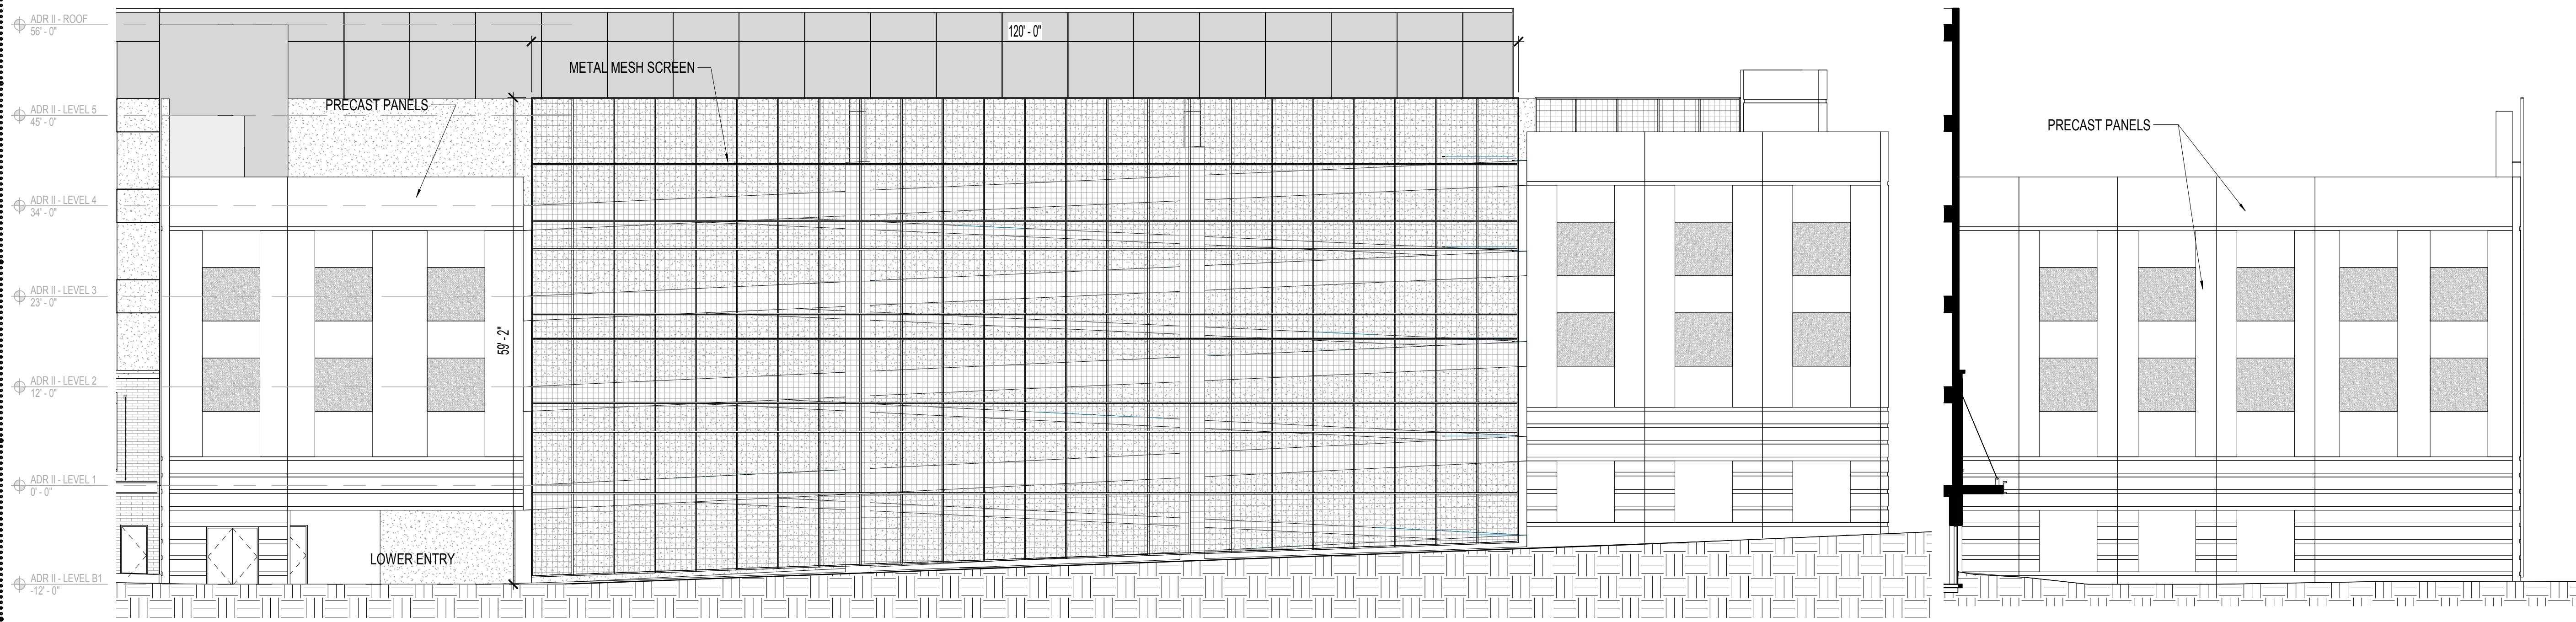 ADR II - ROOF
56' - 0"
120' - 0"
METAL MESH SCREEN
PRECAST PANELS
ADR II - LEVEL 5
45' - 0"
PRECAST PANELS
ADR II - LEVEL 4
34' - 0"
ADR II - LEVEL 3
23' - 0"
59' - 2"
ADR II - LEVEL 2
12' - 0"
ADR II - LEVEL 1
0' - 0"
LOWER ENTRY
ADR II - LEVEL B1
-12' - 0"